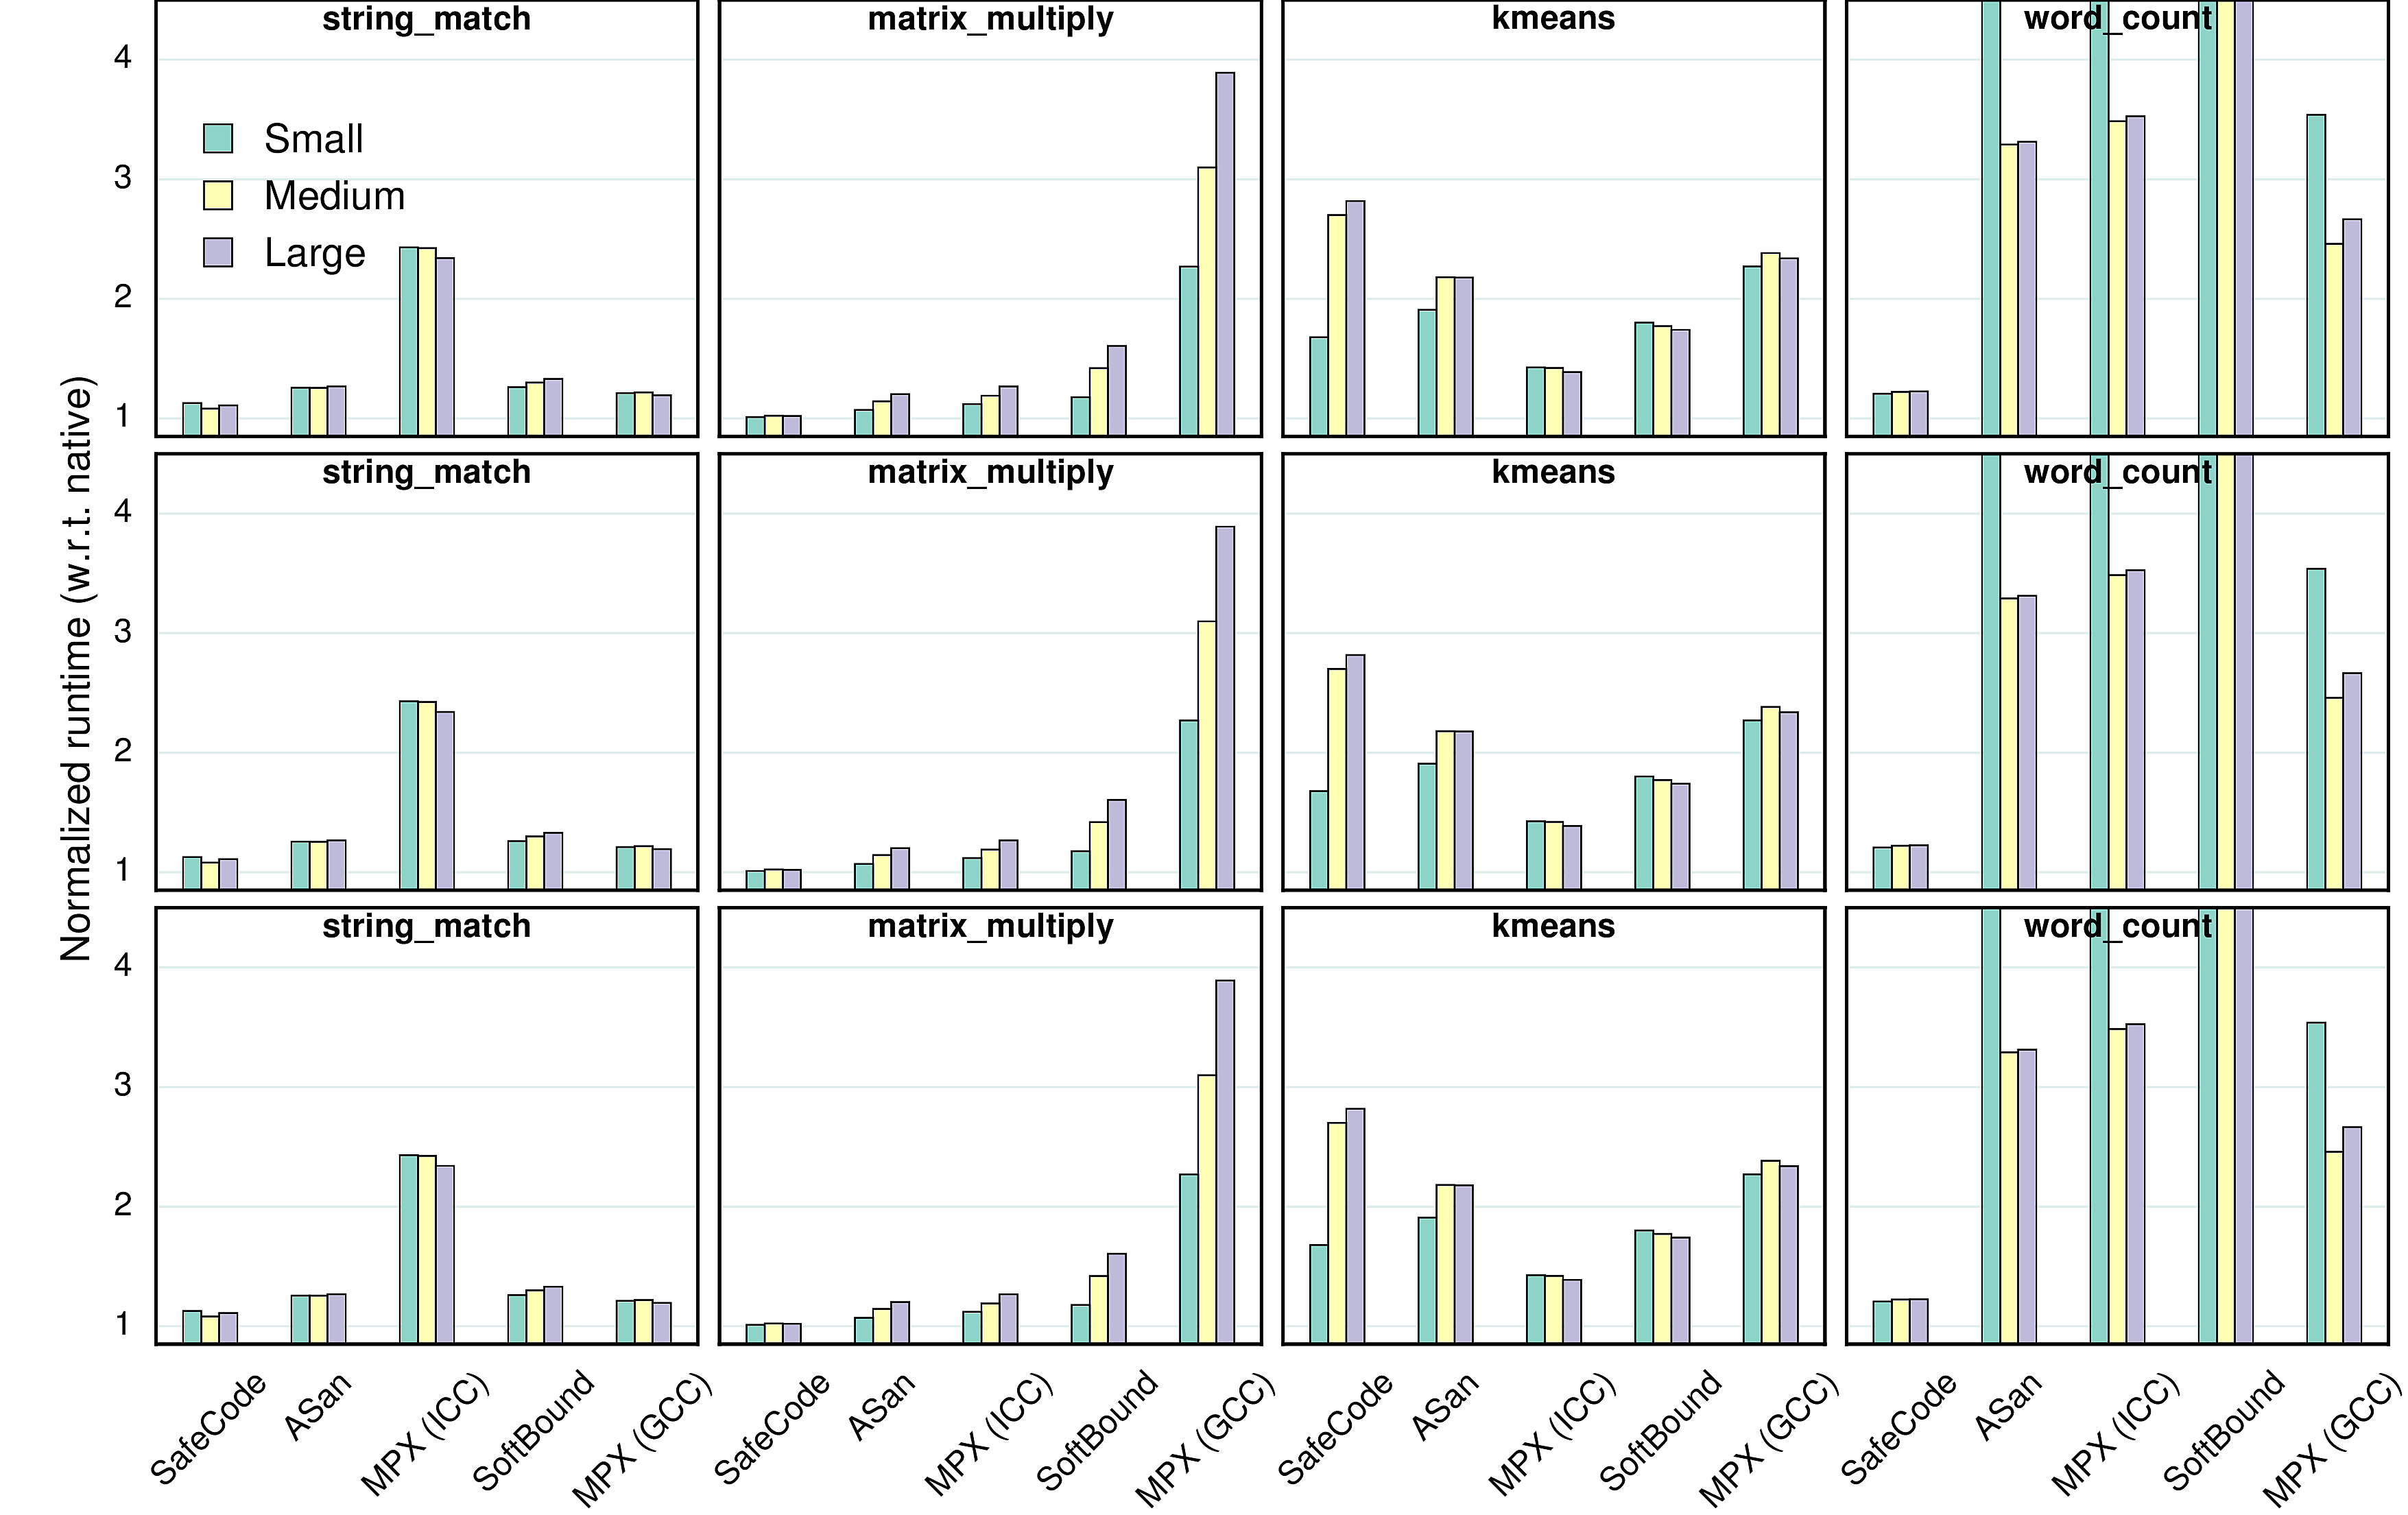 string_match
matrix_multiply
kmeans
word_count
4
3
2
1
Small
Medium
Large
Normalized runtime (w.r.t. native)
string_match
matrix_multiply
kmeans
word_count
4
3
2
1
string_match
matrix_multiply
kmeans
word_count
4
3
2
1
SafeCode
ASan
MPX (ICC)
SoftBound
MPX (GCC)
SafeCode
ASan
MPX (ICC)
SoftBound
MPX (GCC)
SafeCode
ASan
MPX (ICC)
SoftBound
MPX (GCC)
SafeCode
ASan
MPX (ICC)
SoftBound
MPX (GCC)